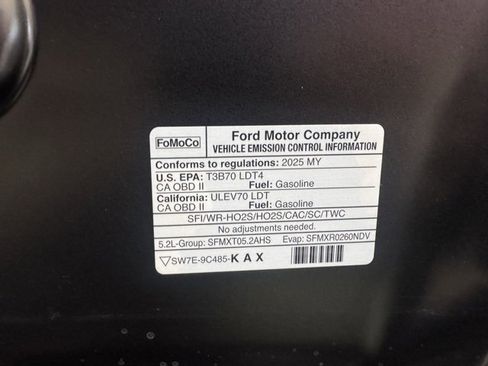 FoMoCo
Ford Motor Company
VEHICLE EMISSION CONTROL INFORMATION
Conforms to regulations: 2025 MY
U.S. EPA: T3B70 LDT4
CA OBD II Fuel: Gasoline
California: ULEV70 LDT
CA OBD II Fuel: Gasoline
SFI/WR-HO2S/HO2S/CAC/SC/TWC
No adjustments needed.
5.2L-Group: SFMXT05.2AHS Evap: SFMXR0260NDV
▽SW7E-9C485-K A X